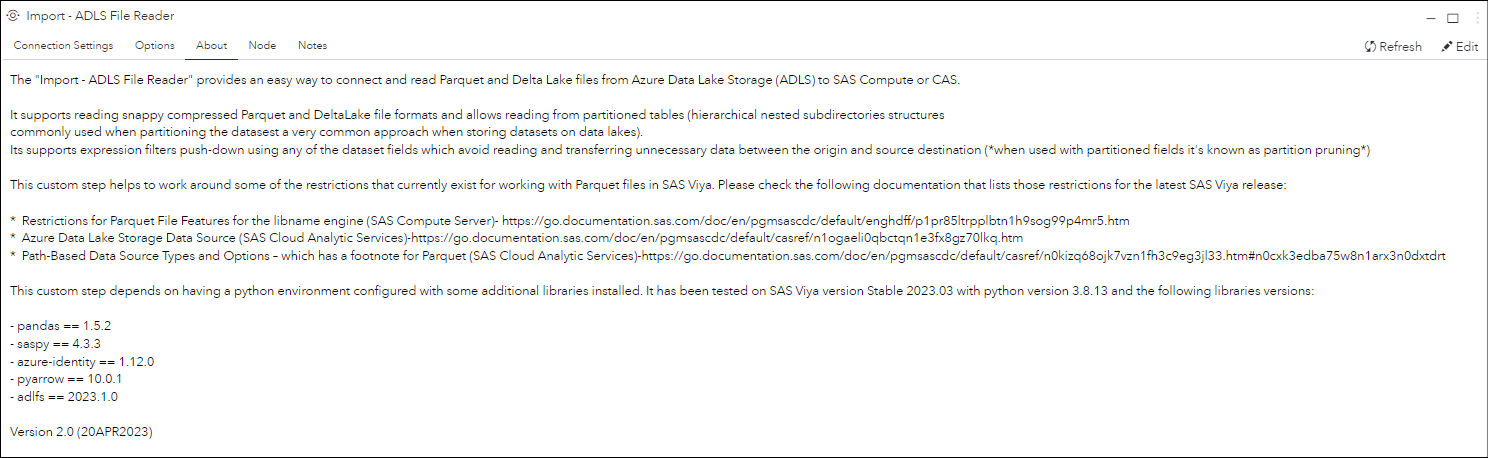 Import - ADLS File Reader
Connection Settings Options About Node Notes
Refresh Edit
The "Import - ADLS File Reader" provides an easy way to connect and read Parquet and Delta Lake files from Azure Data Lake Storage (ADLS) to SAS Compute or CAS.
It supports reading snappy compressed Parquet and DeltaLake file formats and allows reading from partitioned tables (hierarchical nested subdirectories structures
commonly used when partitioning the datasest a very common approach when storing datasets on data lakes).
Its supports expression filters push-down using any of the dataset fields which avoid reading and transferring unnecessary data between the origin and source destination (*when used with partitioned fields it's known as partition pruning*)
This custom step helps to work around some of the restrictions that currently exist for working with Parquet files in SAS Viya. Please check the following documentation that lists those restrictions for the latest SAS Viya release:
* Restrictions for Parquet File Features for the libname engine (SAS Compute Server)- https://go.documentation.sas.com/doc/en/pgmsascdc/default/enghdff/p1pr85ltrpplbtn1h9sog99p4mr5.htm
* Azure Data Lake Storage Data Source (SAS Cloud Analytic Services)-https://go.documentation.sas.com/doc/en/pgmsascdc/default/casref/n1ogaeli0qbctqn1e3fx8gz70lkq.htm
* Path-Based Data Source Types and Options – which has a footnote for Parquet (SAS Cloud Analytic Services)-https://go.documentation.sas.com/doc/en/pgmsascdc/default/casref/n0kizq68ojk7vzn1fh3c9eg3jl33.htm#n0cxk3edba75w8n1arx3n0dxtdrt
This custom step depends on having a python environment configured with some additional libraries installed. It has been tested on SAS Viya version Stable 2023.03 with python version 3.8.13 and the following libraries versions:
- pandas == 1.5.2
- saspy == 4.3.3
- azure-identity == 1.12.0
- pyarrow == 10.0.1
- adlfs == 2023.1.0
Version 2.0 (20APR2023)